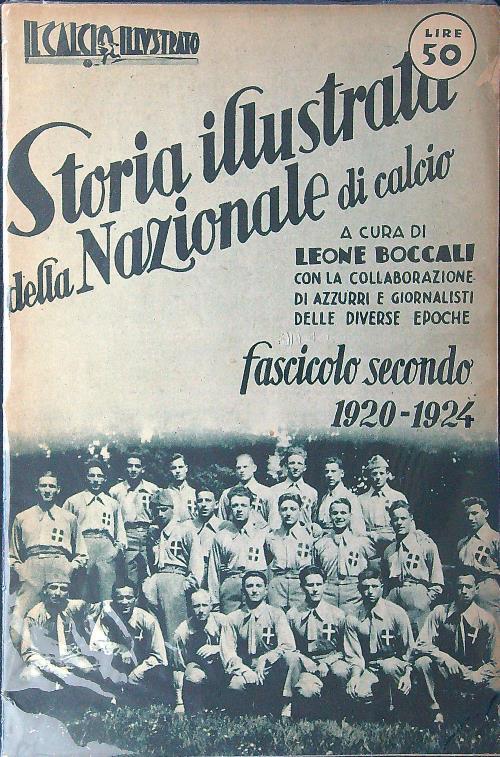 IL CALCIO ILLVSTRATO
LIRE
50
Storia illustrata
della Nazionale di calcio
A CURA DI
LEONE BOCCALI
CON LA COLLABORAZIONE
DI AZZURRI E GIORNALISTI
DELLE DIVERSE EPOCHE
fascicolo secondo
1920-1924